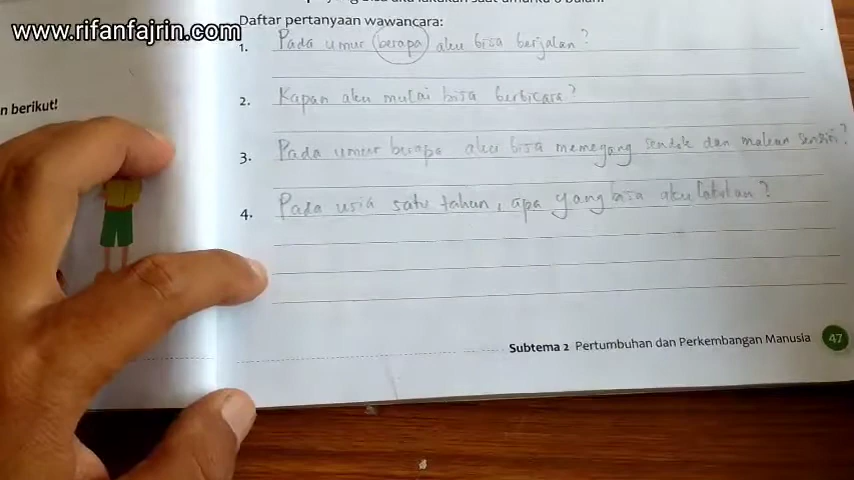 www.rifanfajrin.com
Daftar pertanyaan wawancara:
1. Pada umur berapa aku bisa berjalan?
n berikut!
2. Kapan aku mulai bisa berbicara?
3. Pada umur berapa aku bisa memegang sendok dan makan sendiri?
4. Pada usia satu tahun, apa yang bisa aku lakukan?
Subtema 2 Pertumbuhan dan Perkembangan Manusia 47